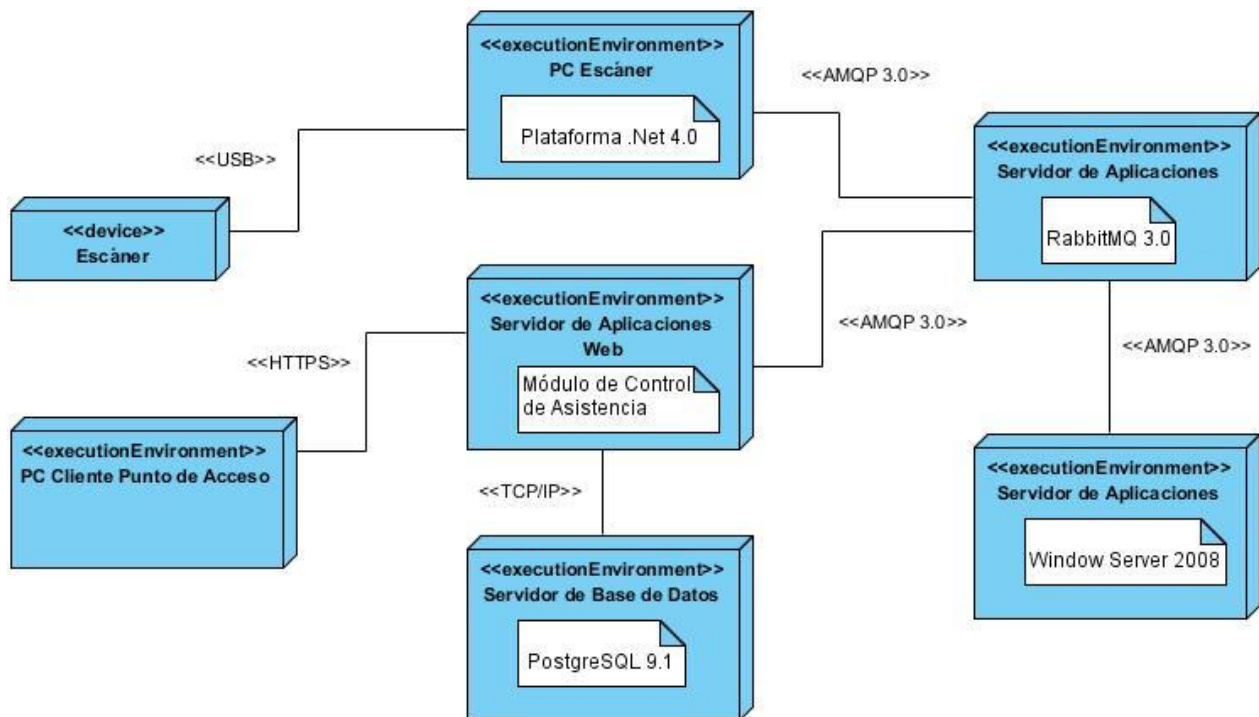 <<executionEnvironment>>
PC Escáner
Plataforma .Net 4.0
<<AMQP 3.0>>
<<USB>>
<<device>>
Escáner
<<executionEnvironment>>
Servidor de Aplicaciones
RabbitMQ 3.0
<<executionEnvironment>>
Servidor de Aplicaciones
Web
Módulo de Control
de Asistencia
<<AMQP 3.0>>
<<AMQP 3.0>>
<<HTTPS>>
<<executionEnvironment>>
PC Cliente Punto de Acceso
<<TCP/IP>>
<<executionEnvironment>>
Servidor de Base de Datos
PostgreSQL 9.1
<<executionEnvironment>>
Servidor de Aplicaciones
Window Server 2008